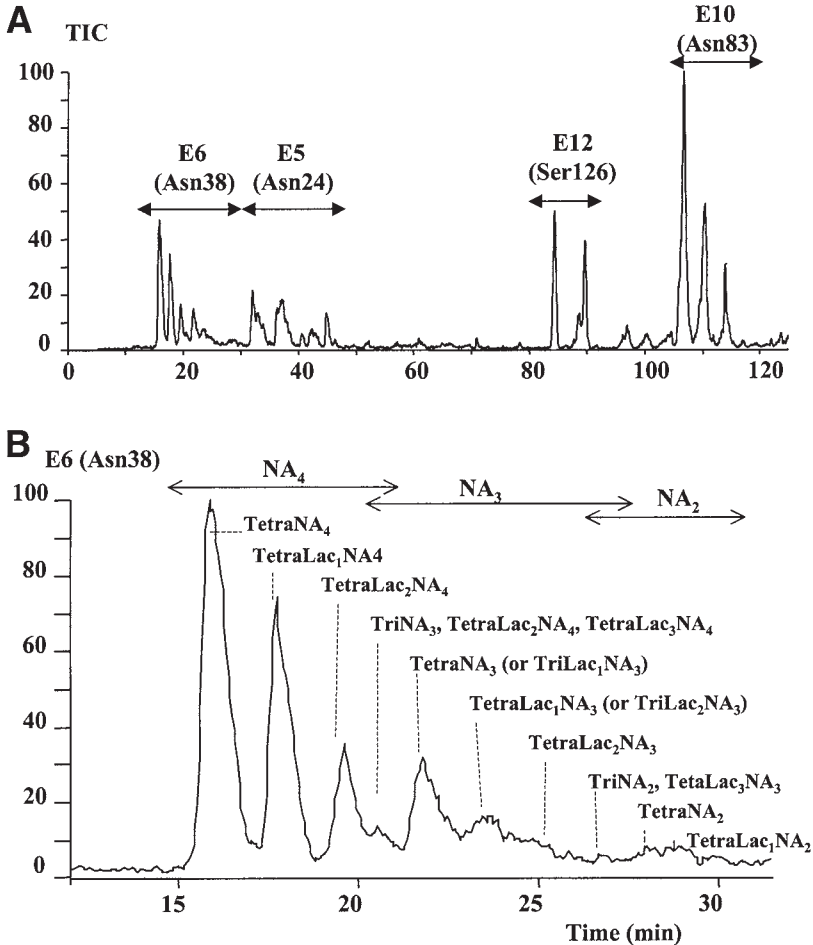 A
TIC
E10
(Asn83)
100
80
60
40
20
0
E6
(Asn38)
E5
(Asn24)
E12
(Ser126)
0 20 40 60 80 100 120
B
E6 (Asn38)
NA4
NA3
NA2
100
80
60
40
20
0
TetraNA4
TetraLac1NA4
TetraLac2NA4
TriNA3, TetraLac2NA4, TetraLac3NA4
TetraNA3 (or TriLac1NA3)
TetraLac1NA3 (or TriLac2NA3)
TetraLac2NA3
TriNA2, TetaLac3NA3
TetraNA2
TetraLac1NA2
15 20 25 30
Time (min)